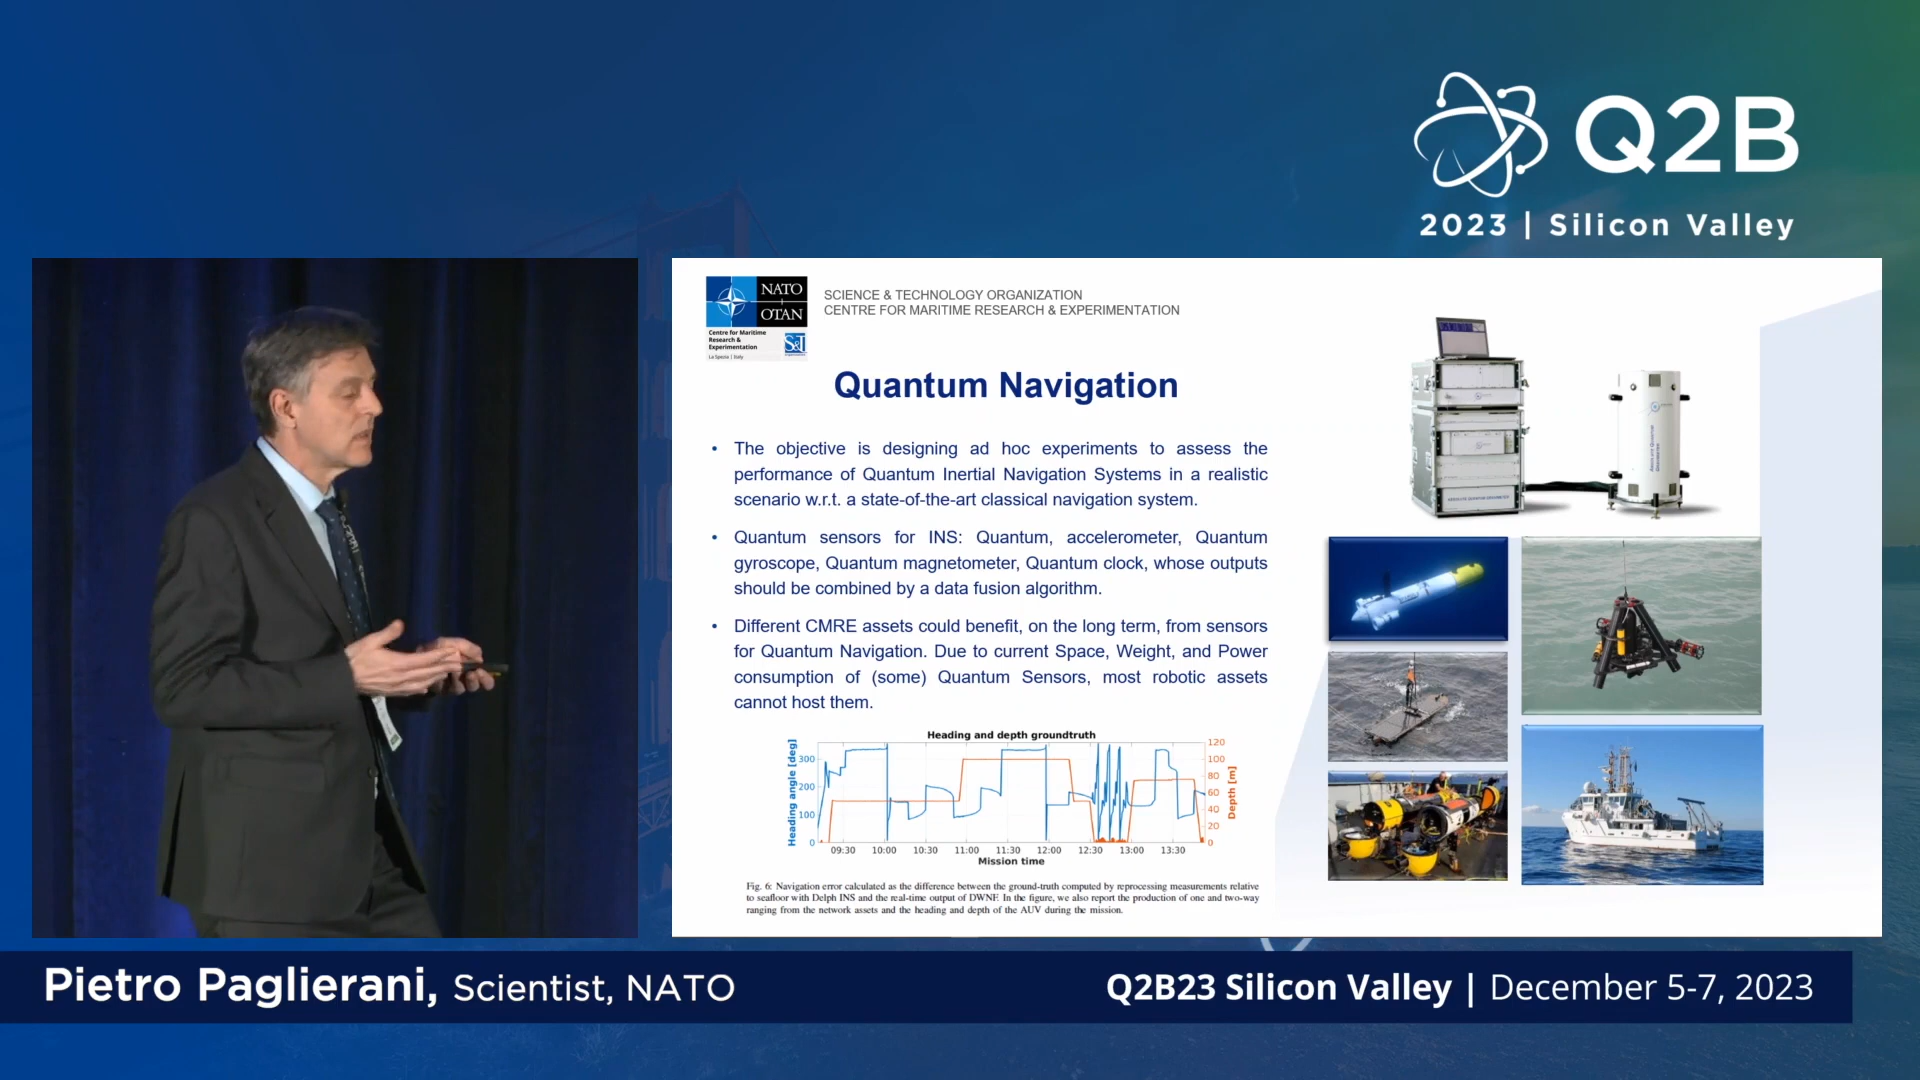 Q2B
2023 | Silicon Valley
NATO
OTAN
Centre for Maritime
Research &
Experimentation
La Spezia | Italy
S&T
SCIENCE & TECHNOLOGY ORGANIZATION
CENTRE FOR MARITIME RESEARCH & EXPERIMENTATION
Quantum Navigation
• The objective is designing ad hoc experiments to assess the
performance of Quantum Inertial Navigation Systems in a realistic
scenario w.r.t. a state-of-the-art classical navigation system.
• Quantum sensors for INS: Quantum, accelerometer, Quantum
gyroscope, Quantum magnetometer, Quantum clock, whose outputs
should be combined by a data fusion algorithm.
• Different CMRE assets could benefit, on the long term, from sensors
for Quantum Navigation. Due to current Space, Weight, and Power
consumption of (some) Quantum Sensors, most robotic assets
cannot host them.
Heading and depth groundtruth
Heading angle [deg]
300
200
100
0
120
100
80
60
40
20
0
Depth [m]
09:30 10:00 10:30 11:00 11:30 12:00 12:30 13:00 13:30
Mission time
Fig. 6: Navigation error calculated as the difference between the ground-truth computed by reprocessing measurements relative
to seafloor with Delph INS and the real-time output of DWNF. In the figure, we also report the production of one and two-way
ranging from the network assets and the heading and depth of the AUV during the mission.
Pietro Paglierani, Scientist, NATO
Q2B23 Silicon Valley | December 5-7, 2023